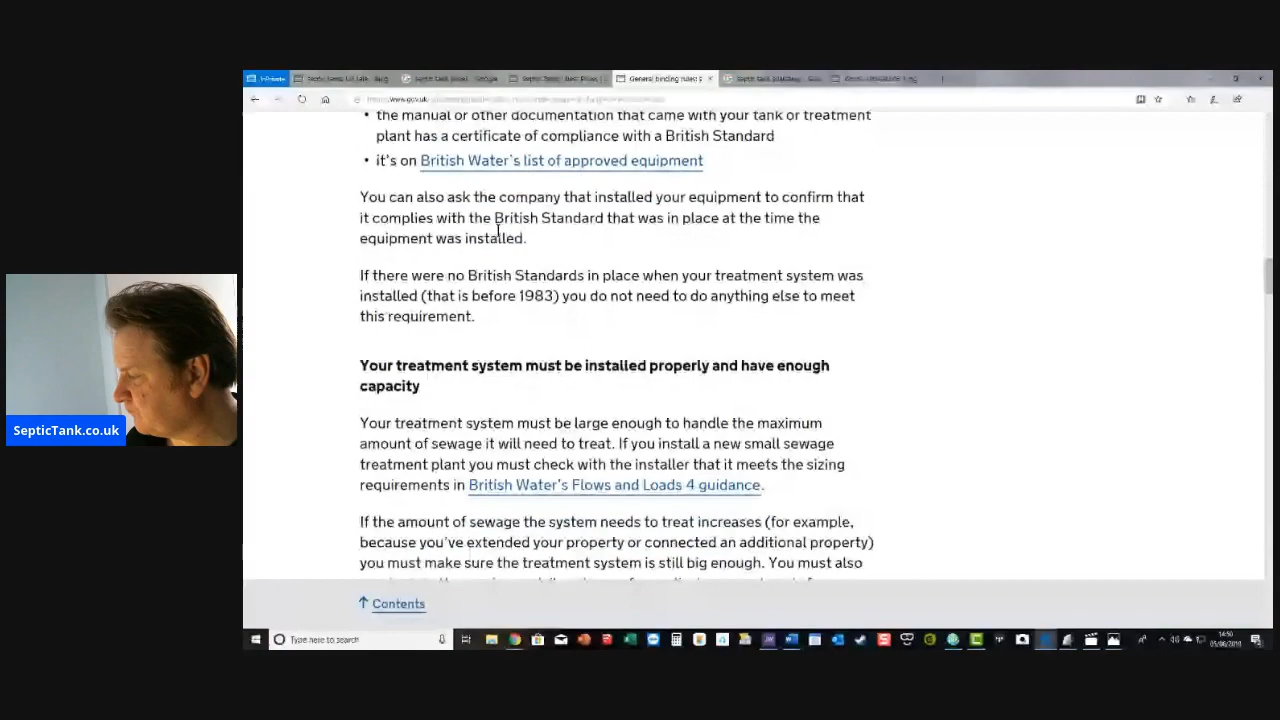 General binding rules: s
www.gov.uk
the manual or other documentation that came with your tank or treatment
plant has a certificate of compliance with a British Standard
it's on British Water's list of approved equipment
You can also ask the company that installed your equipment to confirm that
it complies with the British Standard that was in place at the time the
equipment was installed.
If there were no British Standards in place when your treatment system was
installed (that is before 1983) you do not need to do anything else to meet
this requirement.
Your treatment system must be installed properly and have enough
capacity
Your treatment system must be large enough to handle the maximum
amount of sewage it will need to treat. If you install a new small sewage
treatment plant you must check with the installer that it meets the sizing
requirements in British Water's Flows and Loads 4 guidance.
If the amount of sewage the system needs to treat increases (for example,
because you've extended your property or connected an additional property)
you must make sure the treatment system is still big enough. You must also
Contents
SepticTank.co.uk
Type here to search
14:50